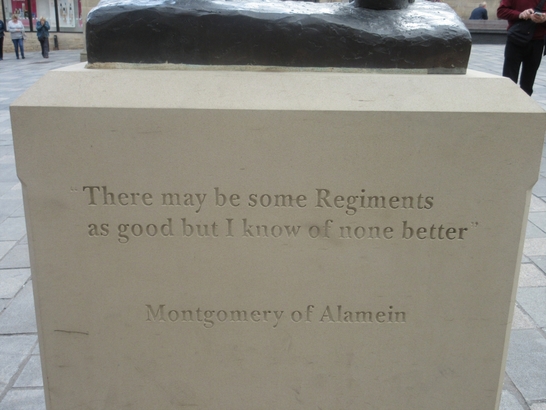 "There may be some Regiments
as good but I know of none better"
Montgomery of Alamein